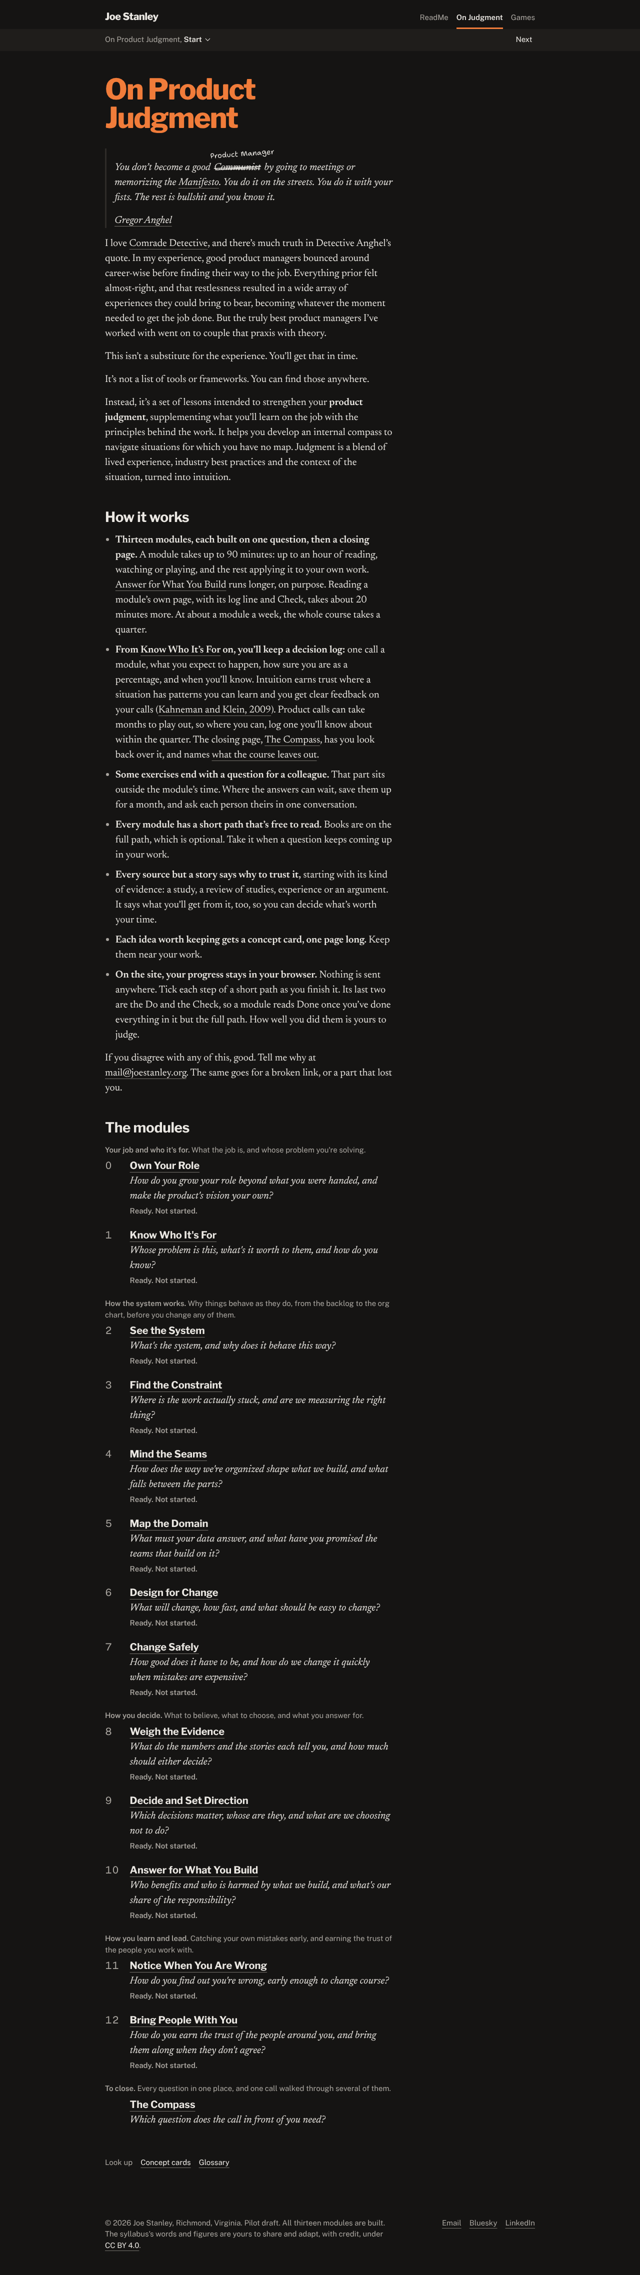 Joe Stanley
ReadMe On Judgment Games
On Product Judgment, Start
Next
On Product
Judgment
Product Manager
You don't become a good Communist by going to meetings or
memorizing the Manifesto. You do it on the streets. You do it with your
fists. The rest is bullshit and you know it.
Gregor Anghel
I love Comrade Detective, and there's much truth in Detective Anghel's
quote. In my experience, good product managers bounced around
career-wise before finding their way to the job. Everything prior felt
almost-right, and that restlessness resulted in a wide array of
experiences they could bring to bear, becoming whatever the moment
needed to get the job done. But the truly best product managers I've
worked with went on to couple that praxis with theory.
This isn't a substitute for the experience. You'll get that in time.
It's not a list of tools or frameworks. You can find those anywhere.
Instead, it's a set of lessons intended to strengthen your product
judgment, supplementing what you'll learn on the job with the
principles behind the work. It helps you develop an internal compass to
navigate situations for which you have no map. Judgment is a blend of
lived experience, industry best practices and the context of the
situation, turned into intuition.
How it works
• Thirteen modules, each built on one question, then a closing
page. A module takes up to 90 minutes: up to an hour of reading,
watching or playing, and the rest applying it to your own work.
Answer for What You Build runs longer, on purpose. Reading a
module's own page, with its log line and Check, takes about 20
minutes more. At about a module a week, the whole course takes a
quarter.
• From Know Who It's For on, you'll keep a decision log: one call a
module, what you expect to happen, how sure you are as a
percentage, and when you'll know. Intuition earns trust where a
situation has patterns you can learn and you get clear feedback on
your calls (Kahneman and Klein, 2009). Product calls can take
months to play out, so where you can, log one you'll know about
within the quarter. The closing page, The Compass, has you look
back over it, and names what the course leaves out.
• Some exercises end with a question for a colleague. That part sits
outside the module's time. Where the answers can wait, save them up
for a month, and ask each person theirs in one conversation.
• Every module has a short path that's free to read. Books are on the
full path, which is optional. Take it when a question keeps coming up
in your work.
• Every source but a story says why to trust it, starting with its kind
of evidence: a study, a review of studies, experience or an argument.
It says what you'll get from it, too, so you can decide what's worth
your time.
• Each idea worth keeping gets a concept card, one page long. Keep
them near your work.
• On the site, your progress stays in your browser. Nothing is sent
anywhere. Tick each step of a short path as you finish it. Its last two
are the Do and the Check, so a module reads Done once you've done
everything in it but the full path. How well you did them is yours to
judge.
If you disagree with any of this, good. Tell me why at
mail@joestanley.org. The same goes for a broken link, or a part that lost
you.
The modules
Your job and who it's for. What the job is, and whose problem you're solving.
0 Own Your Role
How do you grow your role beyond what you were handed, and
make the product's vision your own?
Ready. Not started.
1 Know Who It's For
Whose problem is this, what's it worth to them, and how do you
know?
Ready. Not started.
How the system works. Why things behave as they do, from the backlog to the org
chart, before you change any of them.
2 See the System
What's the system, and why does it behave this way?
Ready. Not started.
3 Find the Constraint
Where is the work actually stuck, and are we measuring the right
thing?
Ready. Not started.
4 Mind the Seams
How does the way we're organized shape what we build, and what
falls between the parts?
Ready. Not started.
5 Map the Domain
What must your data answer, and what have you promised the
teams that build on it?
Ready. Not started.
6 Design for Change
What will change, how fast, and what should be easy to change?
Ready. Not started.
7 Change Safely
How good does it have to be, and how do we change it quickly
when mistakes are expensive?
Ready. Not started.
How you decide. What to believe, what to choose, and what you answer for.
8 Weigh the Evidence
What do the numbers and the stories each tell you, and how much
should either decide?
Ready. Not started.
9 Decide and Set Direction
Which decisions matter, whose are they, and what are we choosing
not to do?
Ready. Not started.
10 Answer for What You Build
Who benefits and who is harmed by what we build, and what's our
share of the responsibility?
Ready. Not started.
How you learn and lead. Catching your own mistakes early, and earning the trust of
the people you work with.
11 Notice When You Are Wrong
How do you find out you're wrong, early enough to change course?
Ready. Not started.
12 Bring People With You
How do you earn the trust of the people around you, and bring
them along when they don't agree?
Ready. Not started.
To close. Every question in one place, and one call walked through several of them.
The Compass
Which question does the call in front of you need?
Look up Concept cards Glossary
© 2026 Joe Stanley, Richmond, Virginia. Pilot draft. All thirteen modules are built.
The syllabus's words and figures are yours to share and adapt, with credit, under
CC BY 4.0.
Email Bluesky LinkedIn